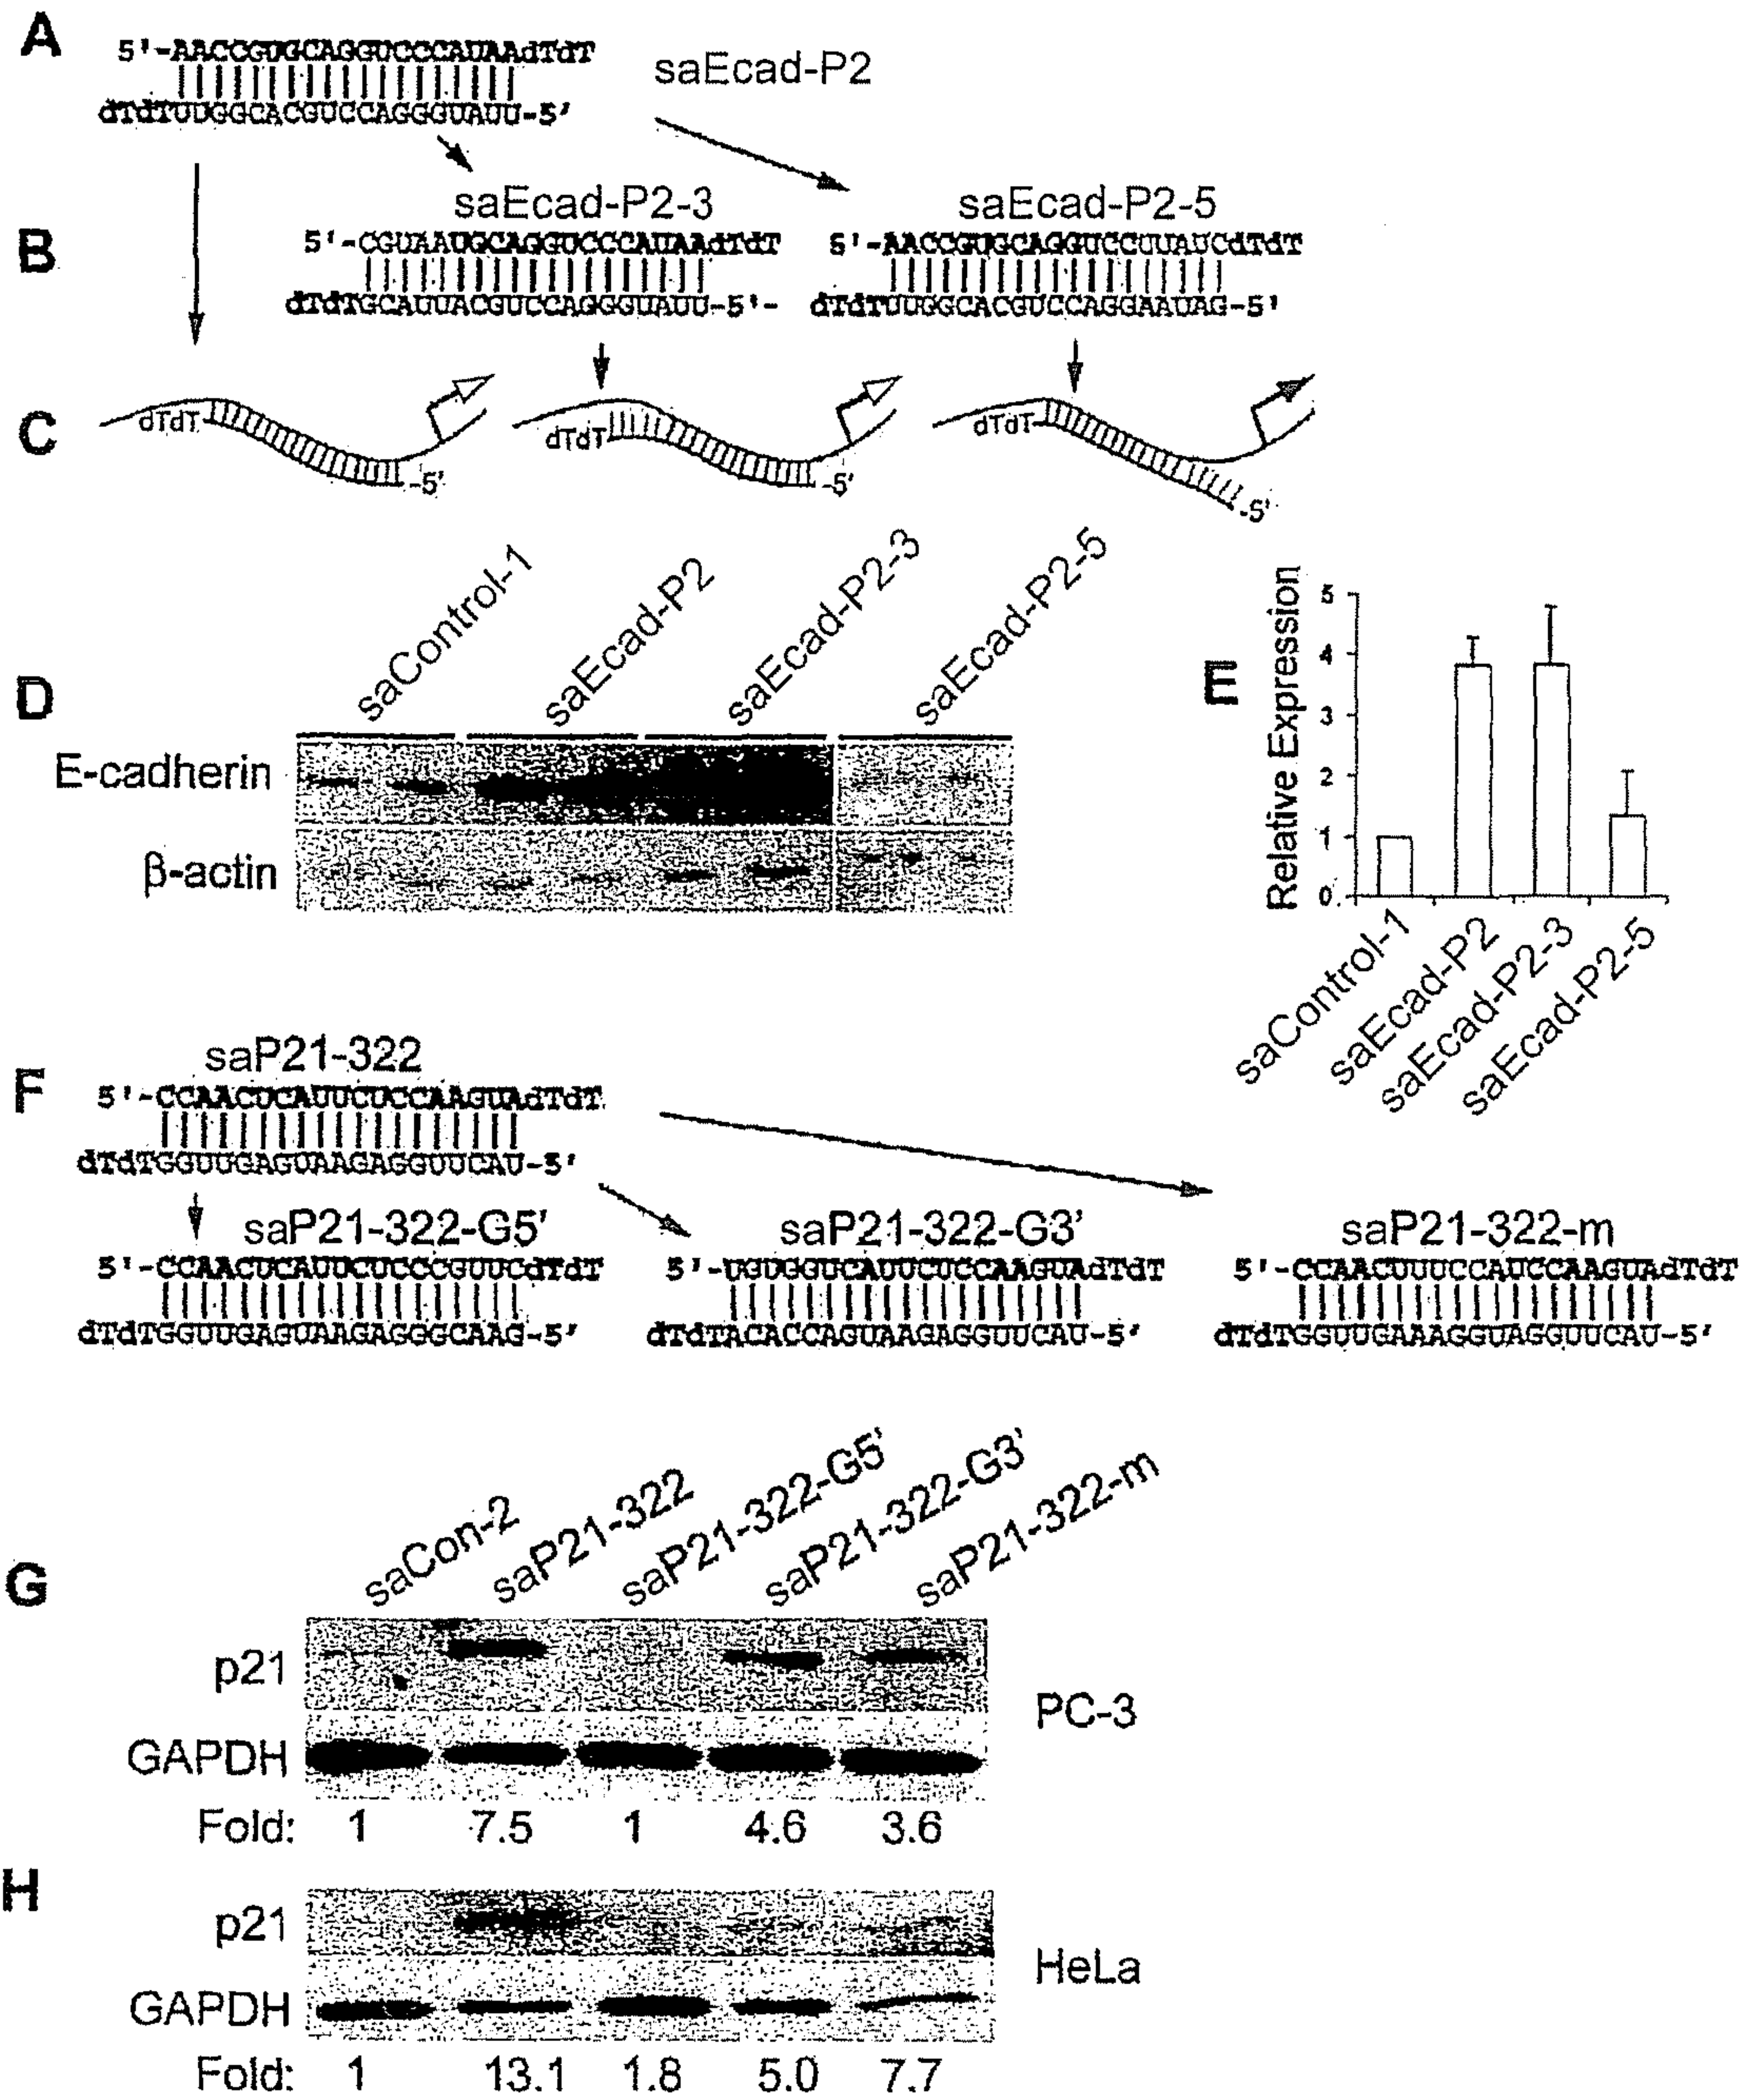 A
5'-AACCGUGCAGGUCCCAUAAdTdT
saEcad-P2
dTdTUUGGCACGUCCAGGGUAUU-5'
saEcad-P2-3
saEcad-P2-5
B
5'-CGUAAUGCAGGUCCCAUAAdTdT
5'-AACCGUGCAGGUCCUUAUCdTdT
dTdTGCAUUACGUCCAGGGUAUU-5'-
dTdTUUGGCACGUCCAGGAAUAG-5'
C
dTdT
-5'
dTdT
-5'
dTdT
-5'
D
saControl-1
saEcad-P2
saEcad-P2-3
saEcad-P2-5
E-cadherin
β-actin
E
Relative Expression
5
4
3
2
1
0
saControl-1
saEcad-P2
saEcad-P2-3
saEcad-P2-5
F
saP21-322
5'-CCAACUCAUUCUCCAAGUAdTdT
dTdTGGUUGAGUAAGAGGUUCAU-5'
saP21-322-G5'
saP21-322-G3'
saP21-322-m
5'-CCAACUCAUUCUCCCGUUCdTdT
5'-UGUGGUCAUUCUCCAAGUAdTdT
5'-CCAACUUUCCAUCCAAGUAdTdT
dTdTGGUUGAGUAAGAGGGCAAG-5'
dTdTACACCAGUAAGAGGUUCAU-5'
dTdTGGUUGAAAGGUAGGUUCAU-5'
G
saCon-2
saP21-322
saP21-322-G5'
saP21-322-G3'
saP21-322-m
p21
GAPDH
PC-3
Fold: 1 7.5 1 4.6 3.6
H
p21
GAPDH
HeLa
Fold: 1 13.1 1.8 5.0 7.7